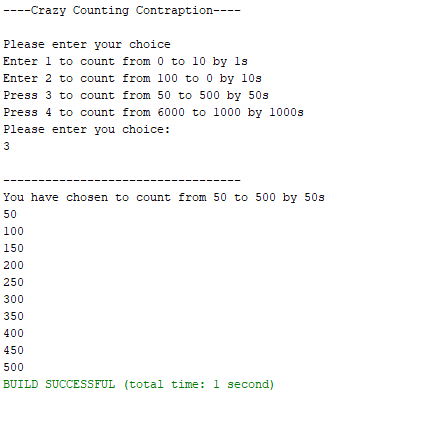 ----Crazy Counting Contraption----
Please enter your choice
Enter 1 to count from 0 to 10 by 1s
Enter 2 to count from 100 to 0 by 10s
Press 3 to count from 50 to 500 by 50s
Press 4 to count from 6000 to 1000 by 1000s
Please enter you choice:
3
----------------------------------
You have chosen to count from 50 to 500 by 50s
50
100
150
200
250
300
350
400
450
500
BUILD SUCCESSFUL (total time: 1 second)